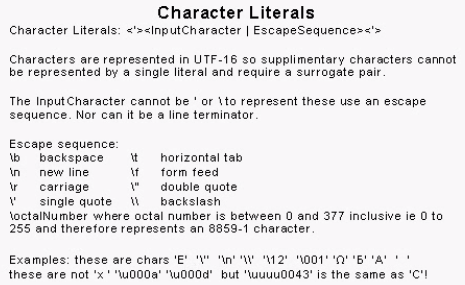 Character Literals
Character Literals: <'><InputCharacter | EscapeSequence><'>
Characters are represented in UTF-16 so supplimentary characters cannot
be represented by a single literal and require a surrogate pair.
The InputCharacter cannot be ' or \ to represent these use an escape
sequence. Nor can it be a line terminator.
Escape sequence:
\b backspace \t horizontal tab
\n new line \f form feed
\r carriage \" double quote
\' single quote \\ backslash
\octalNumber where octal number is between 0 and 377 inclusive ie 0 to
255 and therefore represents an 8859-1 character.
Examples: these are chars 'E' '\'' '\n' '\\' '\12' '\001' 'Ω' 'Б' 'A' ' '
these are not 'x ' '\u000a' '\u000d' but '\uuuu0043' is the same as 'C'!